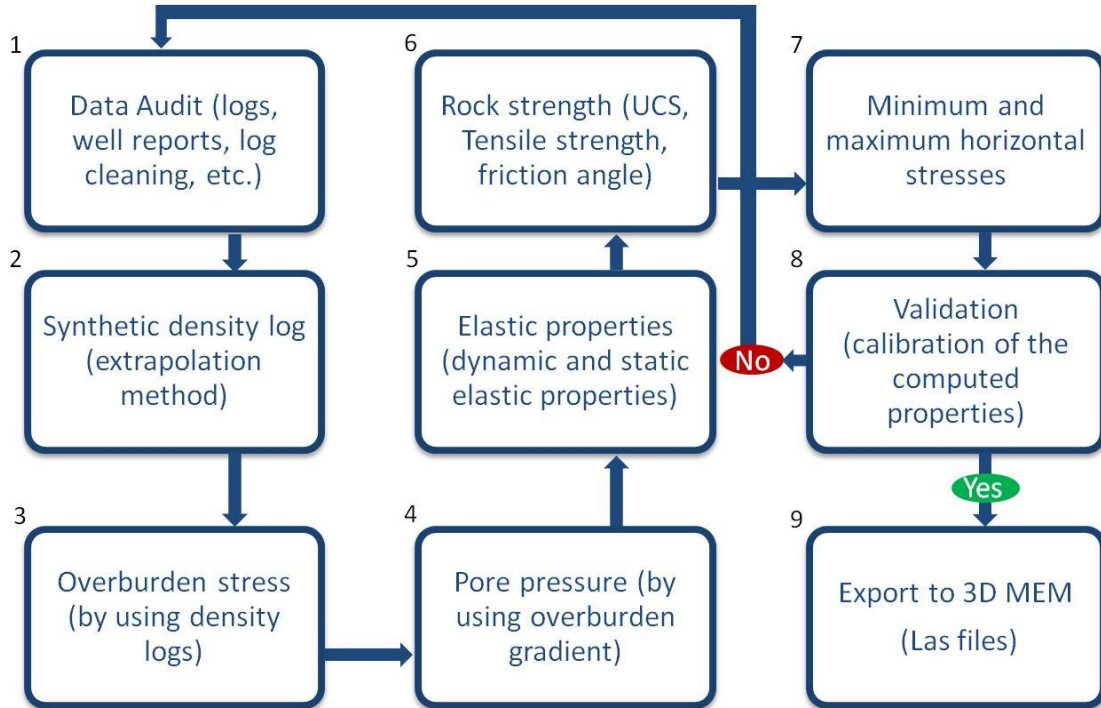 1
Data Audit (logs,
well reports, log
cleaning, etc.)
2
Synthetic density log
(extrapolation
method)
3
Overburden stress
(by using density
logs)
4
Pore pressure (by
using overburden
gradient)
5
Elastic properties
(dynamic and static
elastic properties)
6
Rock strength (UCS,
Tensile strength,
friction angle)
7
Minimum and
maximum horizontal
stresses
8
Validation
(calibration of the
computed
properties)
No
Yes
9
Export to 3D MEM
(Las files)